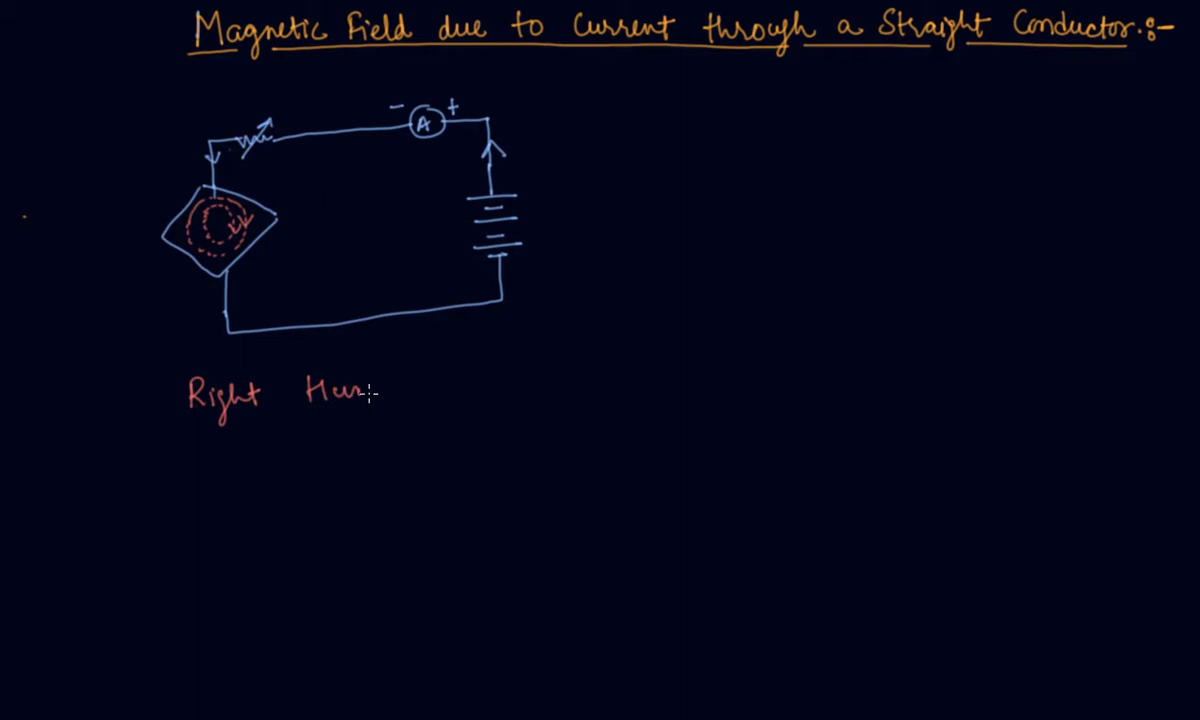 Magnetic Field due to Current through a Straight Conductor :-
- A +
Right